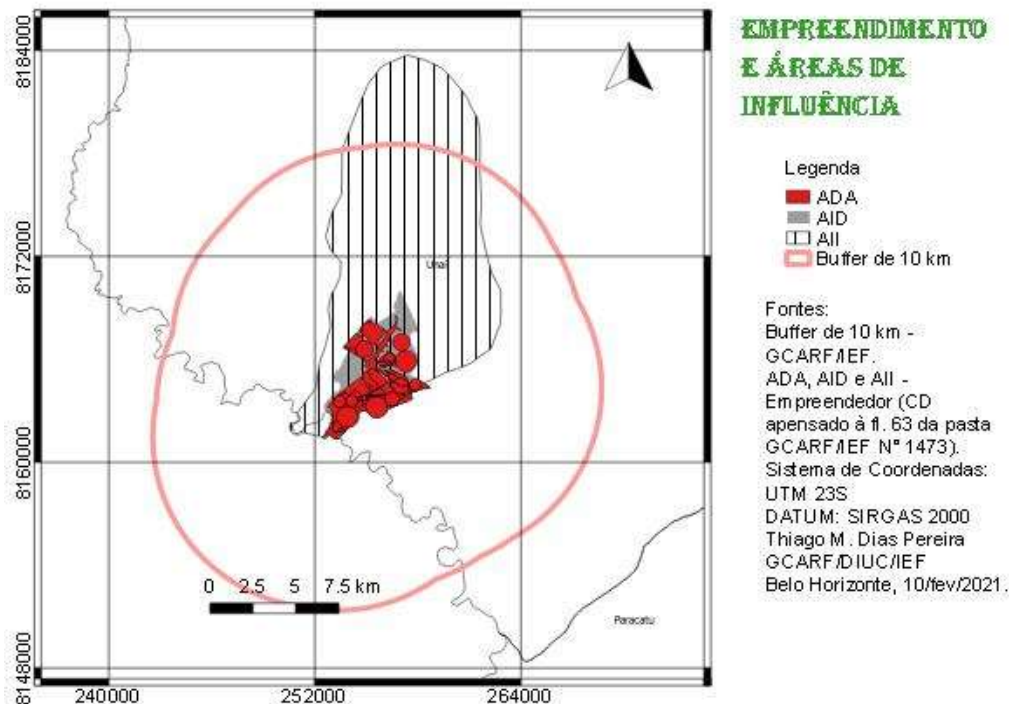 EMPREENDIMENTO
E ÁREAS DE
INFLUÊNCIA
Legenda
ADA
AID
AII
Buffer de 10 km
Fontes:
Buffer de 10 km -
GCARF/IEF.
ADA, AID e AII -
Empreendedor (CD
apensado à fl. 63 da pasta
GCARF/IEF N° 1473).
Sistema de Coordenadas:
UTM 23S
DATUM: SIRGAS 2000
Thiago M. Dias Pereira
GCARF/DIUC/IEF
Belo Horizonte, 10/fev/2021.
8184000
8172000
8160000
8148000
240000 252000 264000
Unaí
Paracatu
0 2.5 5 7.5 km